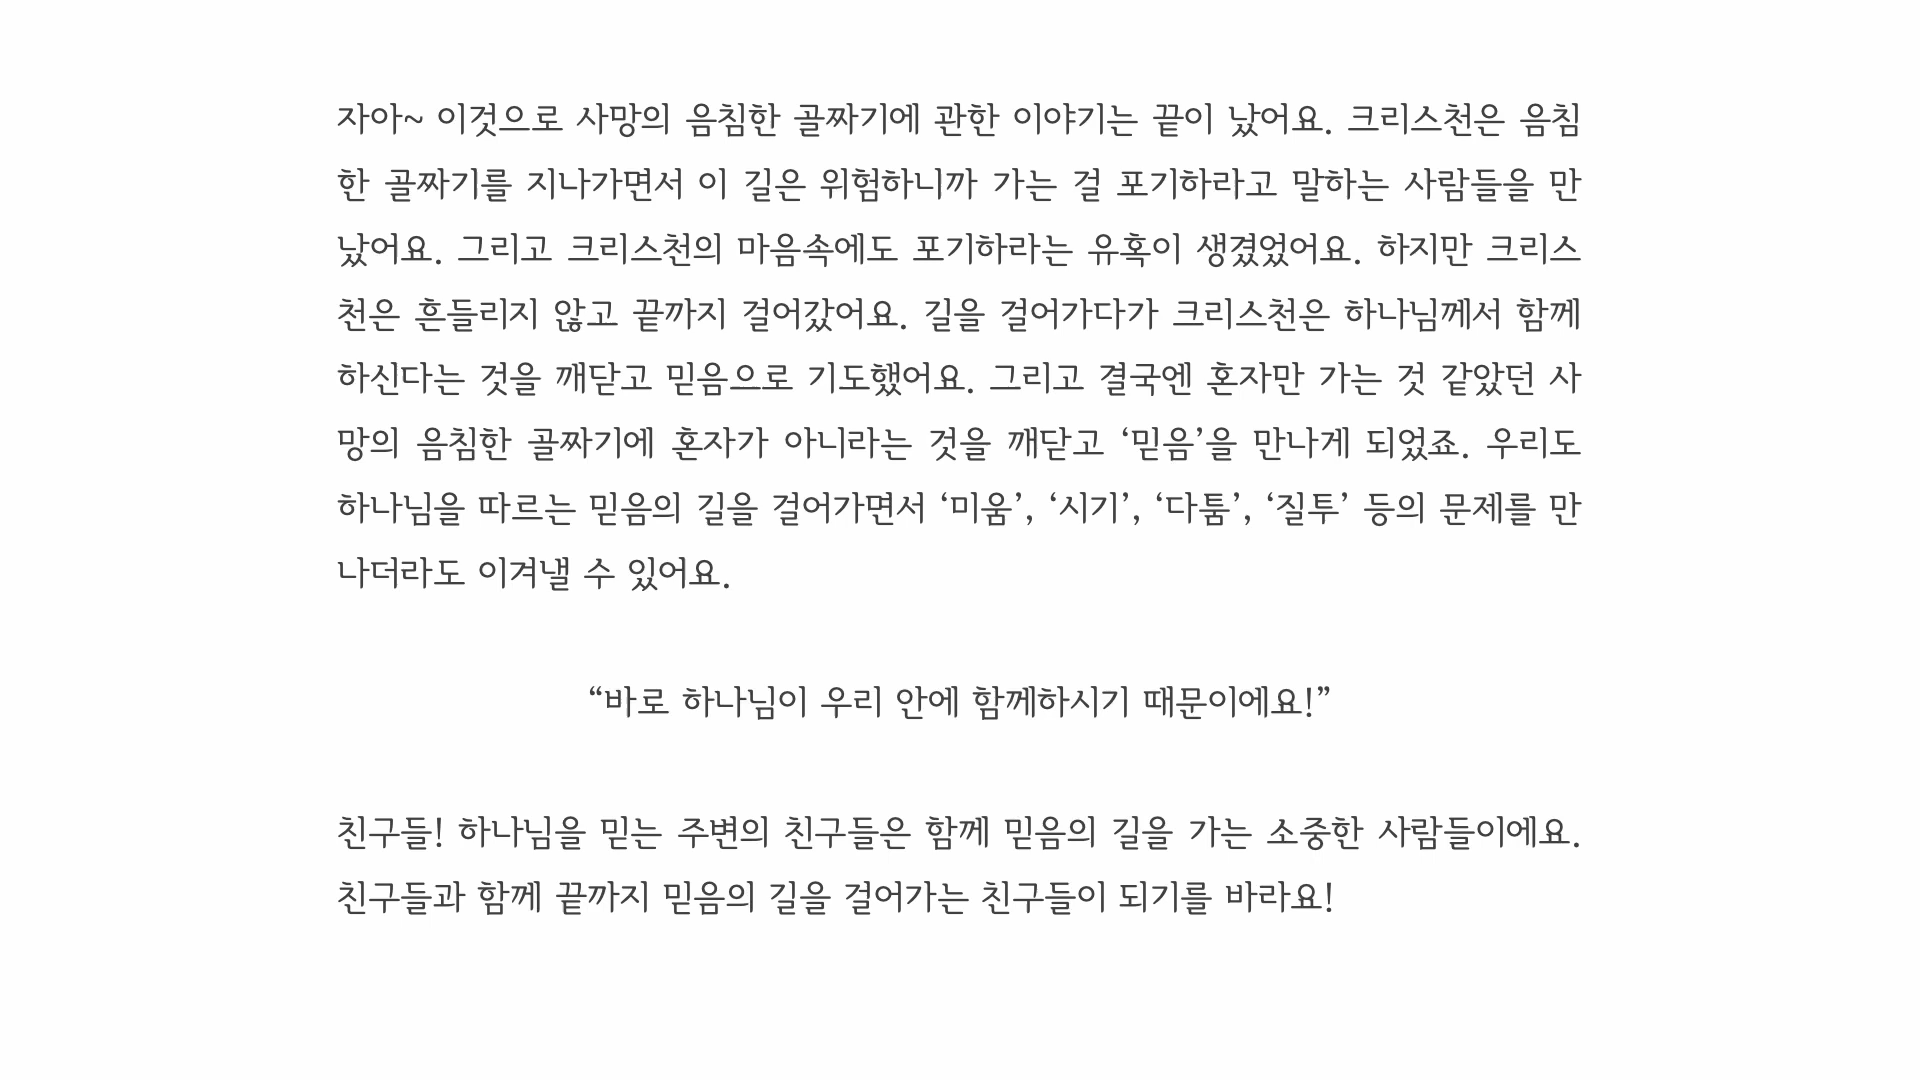 자아~ 이것으로 사망의 음침한 골짜기에 관한 이야기는 끝이 났어요. 크리스천은 음침
한 골짜기를 지나가면서 이 길은 위험하니까 가는 걸 포기하라고 말하는 사람들을 만
났어요. 그리고 크리스천의 마음속에도 포기하라는 유혹이 생겼었어요. 하지만 크리스
천은 흔들리지 않고 끝까지 걸어갔어요. 길을 걸어가다가 크리스천은 하나님께서 함께
하신다는 것을 깨닫고 믿음으로 기도했어요. 그리고 결국엔 혼자만 가는 것 같았던 사
망의 음침한 골짜기에 혼자가 아니라는 것을 깨닫고 ‘믿음’을 만나게 되었죠. 우리도
하나님을 따르는 믿음의 길을 걸어가면서 ‘미움’, ‘시기’, ‘다툼’, ‘질투’ 등의 문제를 만
나더라도 이겨낼 수 있어요.
“바로 하나님이 우리 안에 함께하시기 때문이에요!”
친구들! 하나님을 믿는 주변의 친구들은 함께 믿음의 길을 가는 소중한 사람들이에요.
친구들과 함께 끝까지 믿음의 길을 걸어가는 친구들이 되기를 바라요!